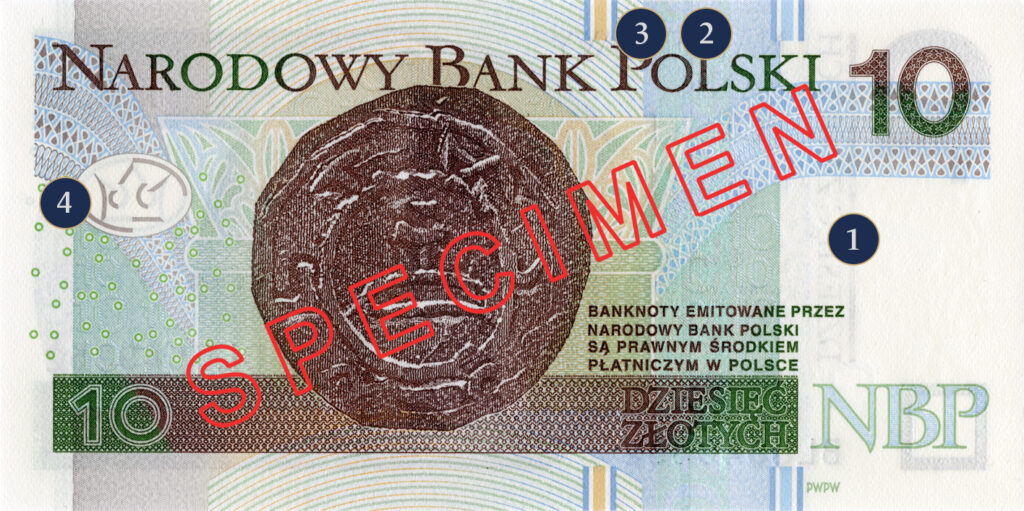 3 2
NARODOWY BANK POLSKI
10
4
1
SPECIMEN
BANKNOTY EMITOWANE PRZEZ
NARODOWY BANK POLSKI
SĄ PRAWNYM ŚRODKIEM
PŁATNICZYM W POLSCE
10
DZIESIĘĆ
ZŁOTYCH
NBP
PWPW